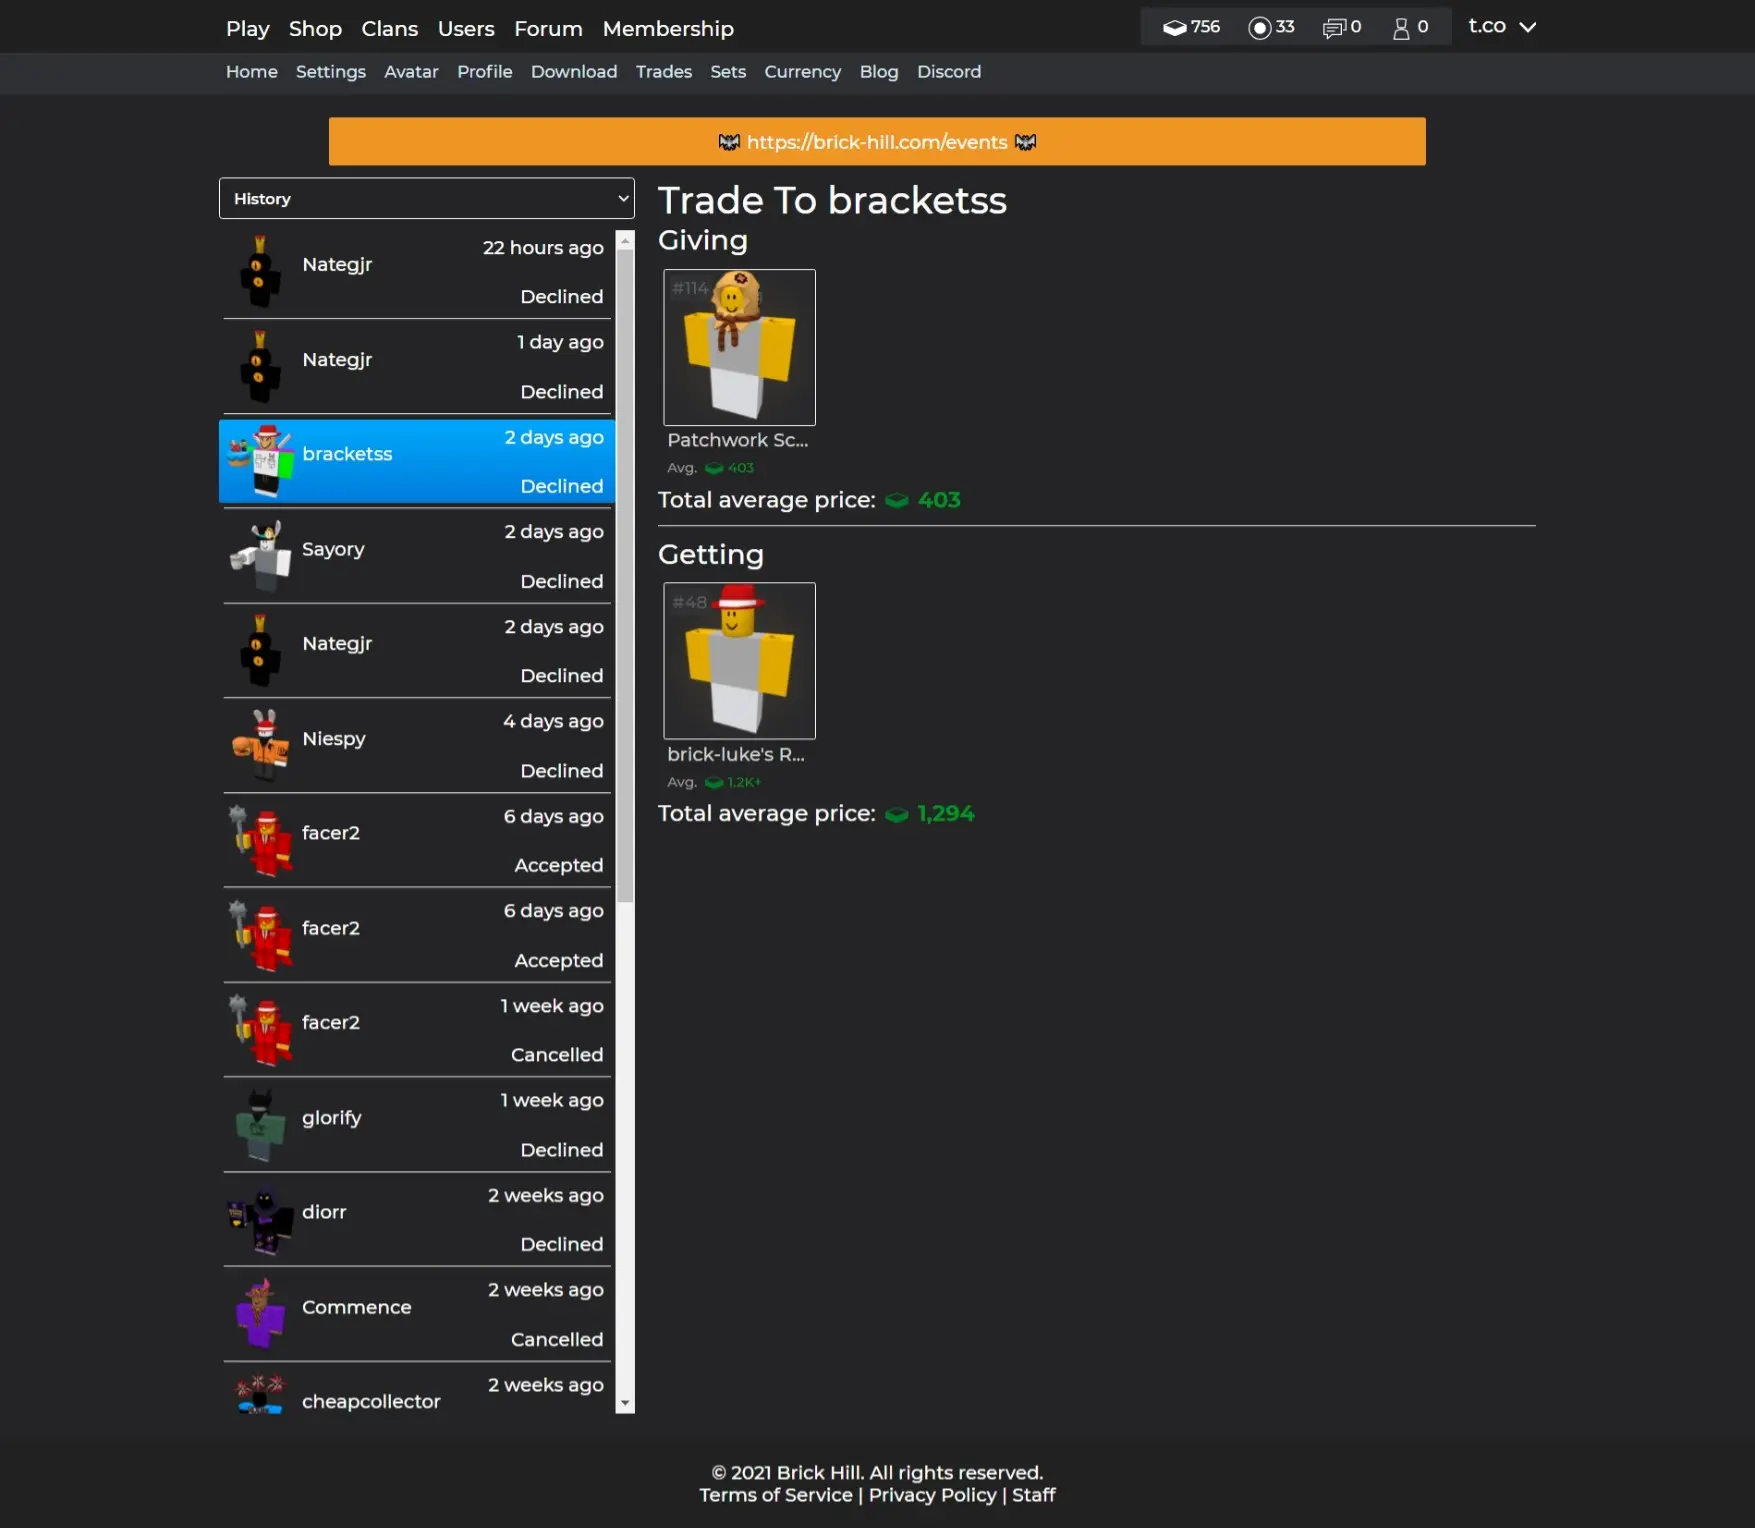 Play Shop Clans Users Forum Membership
756 33 0 0 t.co
Home Settings Avatar Profile Download Trades Sets Currency Blog Discord
https://brick-hill.com/events
History
Nategjr 22 hours ago
Declined
Nategjr 1 day ago
Declined
bracketss 2 days ago
Declined
Sayory 2 days ago
Declined
Nategjr 2 days ago
Declined
Niespy 4 days ago
Declined
facer2 6 days ago
Accepted
facer2 6 days ago
Accepted
facer2 1 week ago
Cancelled
glorify 1 week ago
Declined
diorr 2 weeks ago
Declined
Commence 2 weeks ago
Cancelled
cheapcollector 2 weeks ago
Trade To bracketss
Giving
#114
Patchwork Sc...
Avg. 403
Total average price: 403
Getting
#48
brick-luke's R...
Avg. 1.2K+
Total average price: 1,294
© 2021 Brick Hill. All rights reserved.
Terms of Service | Privacy Policy | Staff